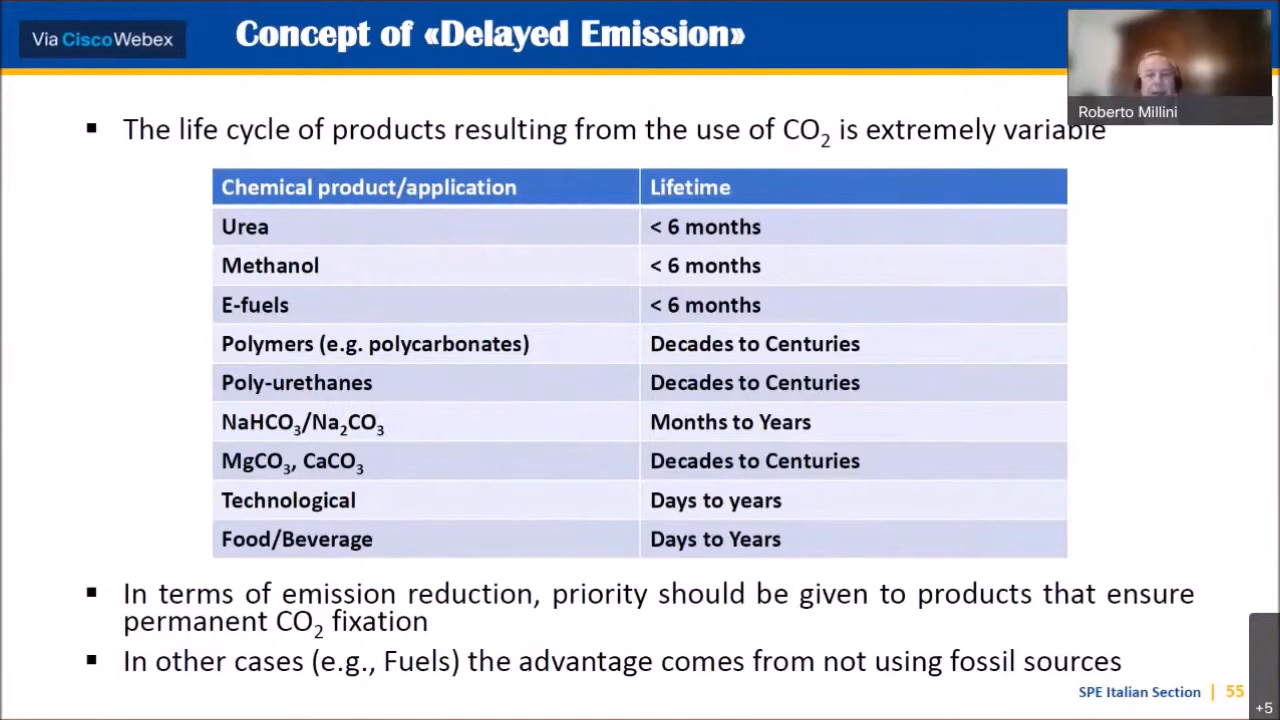 Via CiscoWebex
Concept of «Delayed Emission»
Roberto Millini
▪ The life cycle of products resulting from the use of CO₂ is extremely variable
Chemical product/application Lifetime
Urea < 6 months
Methanol < 6 months
E-fuels < 6 months
Polymers (e.g. polycarbonates) Decades to Centuries
Poly-urethanes Decades to Centuries
NaHCO₃/Na₂CO₃ Months to Years
MgCO₃, CaCO₃ Decades to Centuries
Technological Days to years
Food/Beverage Days to Years
▪ In terms of emission reduction, priority should be given to products that ensure
permanent CO₂ fixation
▪ In other cases (e.g., Fuels) the advantage comes from not using fossil sources
SPE Italian Section | 55
+5